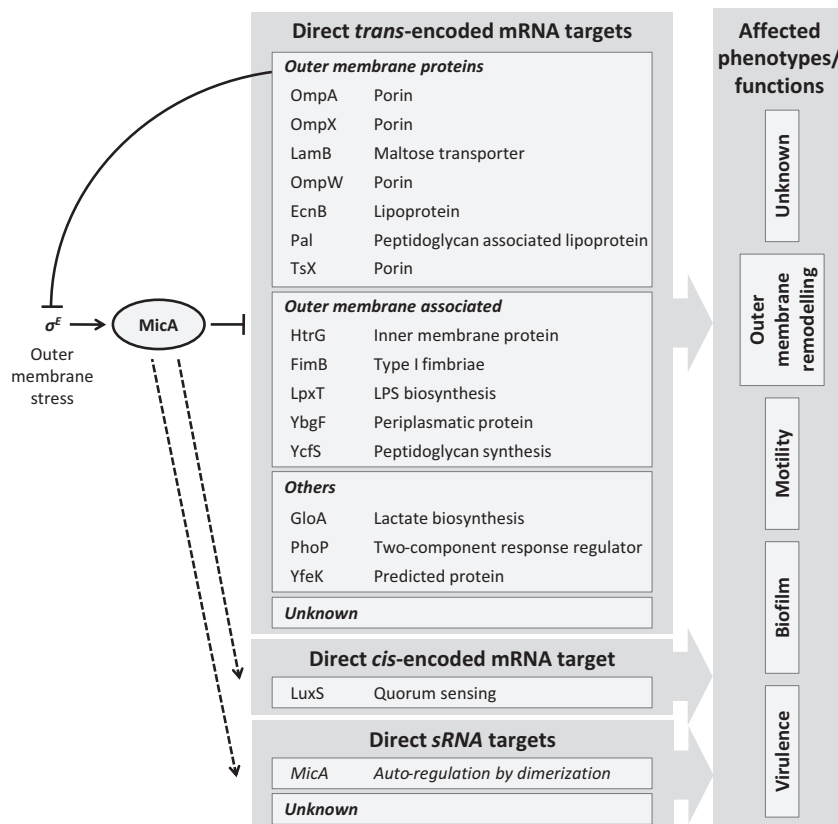 Direct trans-encoded mRNA targets
Outer membrane proteins
OmpA Porin
OmpX Porin
LamB Maltose transporter
OmpW Porin
EcnB Lipoprotein
Pal Peptidoglycan associated lipoprotein
TsX Porin
Outer membrane associated
HtrG Inner membrane protein
FimB Type I fimbriae
LpxT LPS biosynthesis
YbgF Periplasmatic protein
YcfS Peptidoglycan synthesis
Others
GloA Lactate biosynthesis
PhoP Two-component response regulator
YfeK Predicted protein
Unknown
Direct cis-encoded mRNA target
LuxS Quorum sensing
Direct sRNA targets
MicA Auto-regulation by dimerization
Unknown
σE
MicA
Outer
membrane
stress
Affected
phenotypes/
functions
Unknown
Outer
membrane
remodelling
Motility
Biofilm
Virulence